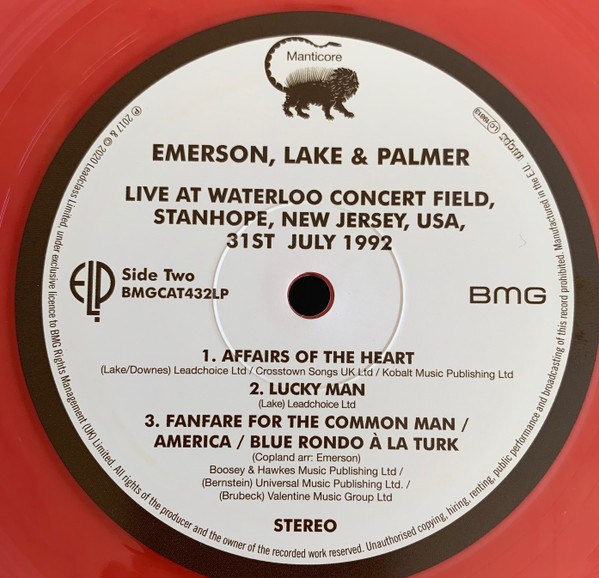 Manticore
EMERSON, LAKE & PALMER
LIVE AT WATERLOO CONCERT FIELD,
STANHOPE, NEW JERSEY, USA,
31ST JULY 1992
ELP
Side Two
BMGCAT432LP
BMG
1. AFFAIRS OF THE HEART
(Lake/Downes) Leadchoice Ltd / Crosstown Songs UK Ltd / Kobalt Music Publishing Ltd
2. LUCKY MAN
(Lake) Leadchoice Ltd
3. FANFARE FOR THE COMMON MAN /
AMERICA / BLUE RONDO À LA TURK
(Copland arr: Emerson)
Boosey & Hawkes Music Publishing Ltd /
(Bernstein) Universal Music Publishing Ltd. /
(Brubeck) Valentine Music Group Ltd
STEREO
℗ 2017 & © 2020 Leadclass Limited, under exclusive licence to BMG Rights Management (UK) Limited. All rights of the producer and the owner of the recorded work reserved. Unauthorised copying, hiring, renting, public performance and broadcasting of this record prohibited. Manufactured in the E.U.